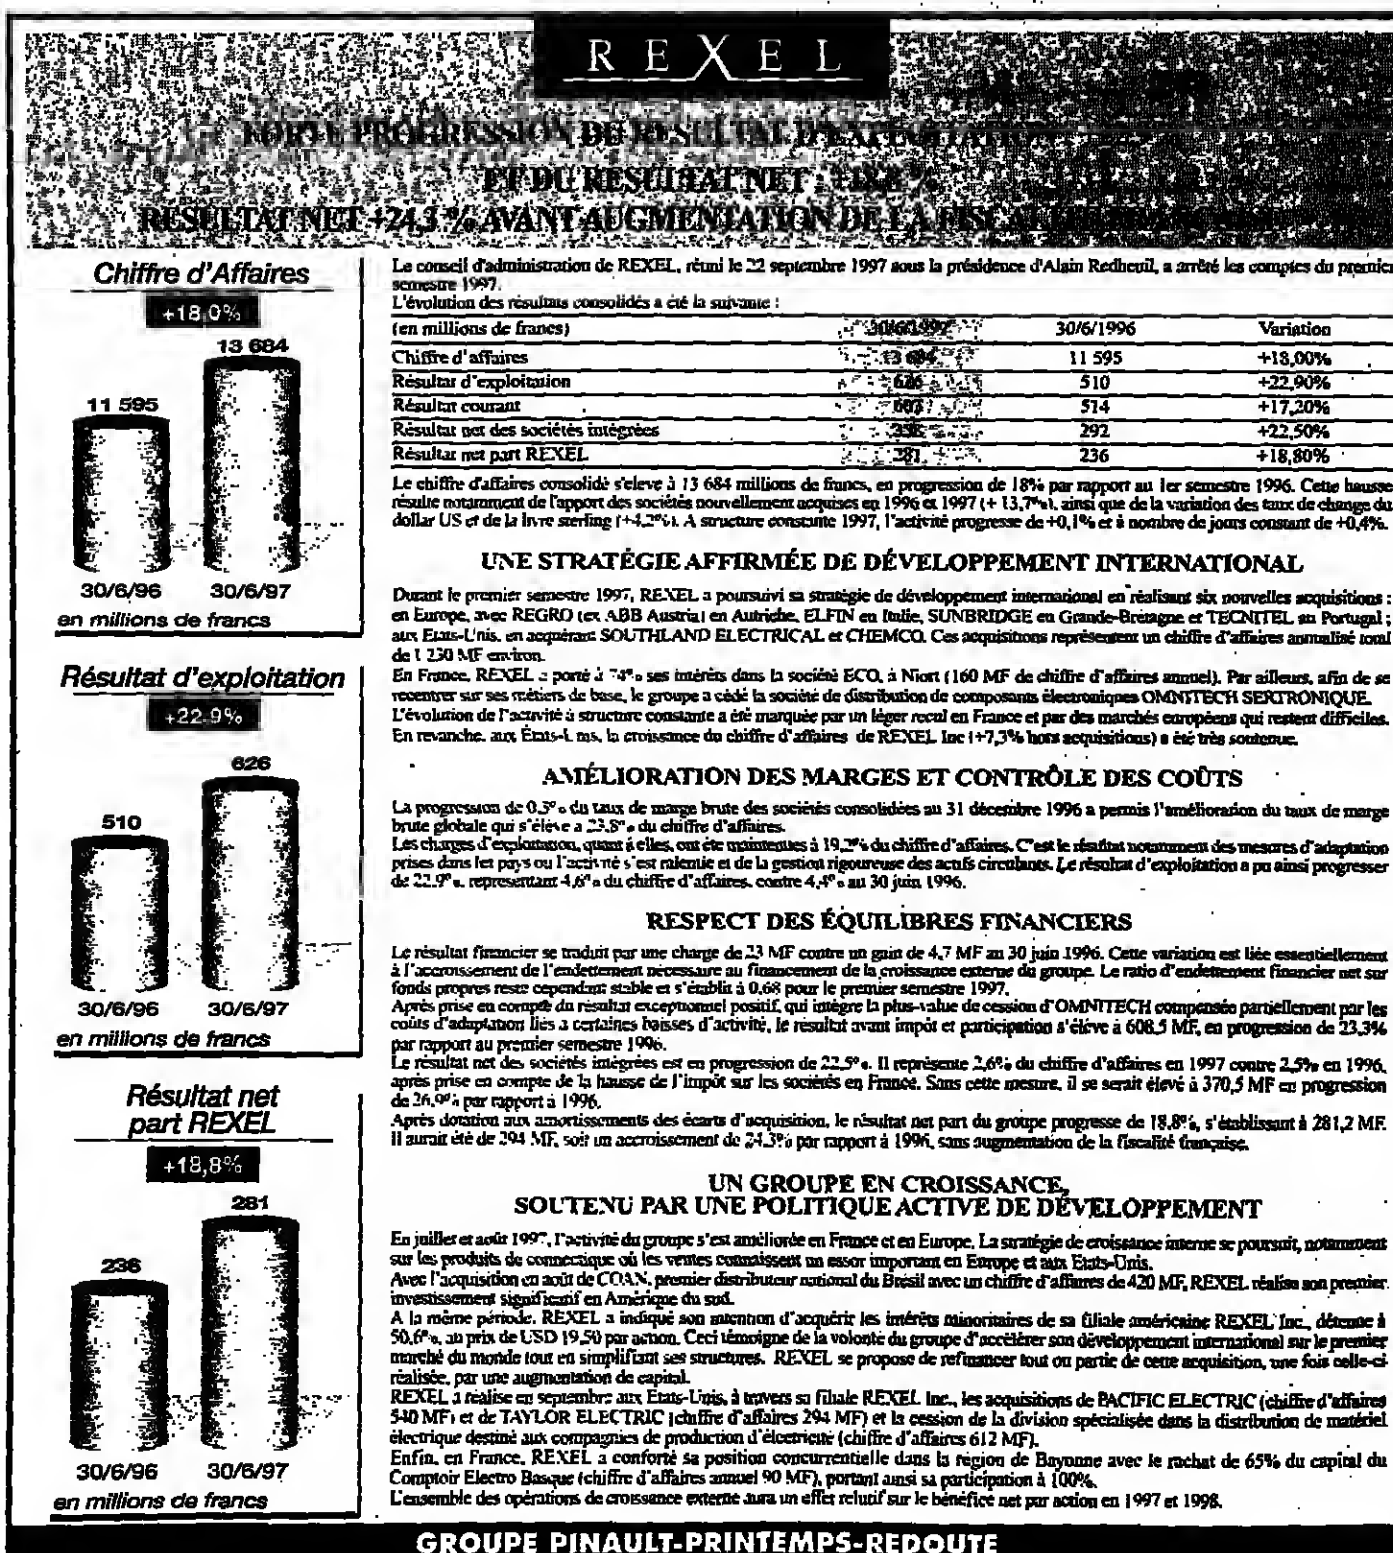 REXEL
FORTE PROGRESSION DU RESULTAT D'EXPLOITATION
ET DU RESULTAT NET : +18,8 %
RESULTAT NET +24,3 % AVANT AUGMENTATION DE LA FISCALITE FRANÇAISE
Chiffre d'Affaires
+18,0%
13 684
11 595
30/6/96 30/6/97
en millions de francs
Résultat d'exploitation
+22,9%
626
510
30/6/96 30/6/97
en millions de francs
Résultat net
part REXEL
+18,8%
281
236
30/6/96 30/6/97
en millions de francs
Le conseil d'administration de REXEL, réuni le 22 septembre 1997 sous la présidence d'Alain Redheuil, a arrêté les comptes du premier
semestre 1997.
L'évolution des résultats consolidés a été la suivante :
(en millions de francs) 30/6/1997 30/6/1996 Variation
Chiffre d'affaires 13 684 11 595 +18,00%
Résultat d'exploitation 626 510 +22,90%
Résultat courant 603 514 +17,20%
Résultat net des sociétés intégrées 358 292 +22,50%
Résultat net part REXEL 281 236 +18,80%
Le chiffre d'affaires consolidé s'eleve à 13 684 millions de francs, en progression de 18% par rapport au 1er semestre 1996. Cette hausse
résulte notamment de l'apport des sociétés nouvellement acquises en 1996 et 1997 (+ 13,7%), ainsi que de la variation des taux de change du
dollar US et de la livre sterling (+4,2%). A structure constante 1997, l'activité progresse de +0,1% et à nombre de jours constant de +0,4%.
UNE STRATÉGIE AFFIRMÉE DE DÉVELOPPEMENT INTERNATIONAL
Durant le premier semestre 1997, REXEL a poursuivi sa stratégie de développement international en réalisant six nouvelles acquisitions :
en Europe, avec REGRO (ex ABB Austria) en Autriche, ELFIN en Italie, SUNBRIDGE en Grande-Bretagne et TECNITEL au Portugal ;
aux Etats-Unis, en acquérant SOUTHLAND ELECTRICAL et CHEMCO. Ces acquisitions représentent un chiffre d'affaires annualisé total
de 1 230 MF environ.
En France, REXEL a porté à 74% ses intérêts dans la société ECO, à Niort (160 MF de chiffre d'affaires annuel). Par ailleurs, afin de se
recentrer sur ses métiers de base, le groupe a cédé la société de distribution de composants électroniques OMNITECH SERTRONIQUE.
L'évolution de l'activité à structure constante a été marquée par un léger recul en France et par des marchés européens qui restent difficiles.
En revanche, aux États-Unis, la croissance du chiffre d'affaires de REXEL Inc (+7,3% hors acquisitions) a été très soutenue.
AMÉLIORATION DES MARGES ET CONTRÔLE DES COÛTS
La progression de 0,3% du taux de marge brute des sociétés consolidées au 31 décembre 1996 a permis l'amélioration du taux de marge
brute globale qui s'élève a 23,8% du chiffre d'affaires.
Les charges d'exploitation, quant à elles, ont été maintenues à 19,2% du chiffre d'affaires. C'est le résultat notamment des mesures d'adaptation
prises dans les pays ou l'activité s'est ralentie et de la gestion rigoureuse des actifs circulants. Le résultat d'exploitation a pu ainsi progresser
de 22,9%, representant 4,6% du chiffre d'affaires, contre 4,4% au 30 juin 1996.
RESPECT DES ÉQUILIBRES FINANCIERS
Le résultat financier se traduit par une charge de 23 MF contre un gain de 4,7 MF au 30 juin 1996. Cette variation est liée essentiellement
à l'accroissement de l'endettement nécessaire au financement de la croissance externe du groupe. Le ratio d'endettement financier net sur
fonds propres reste cependant stable et s'établit à 0,68 pour le premier semestre 1997.
Après prise en compte du résultat exceptionnel positif, qui intègre la plus-value de cession d'OMNITECH compensée partiellement par les
coûts d'adaptation liés a certaines baisses d'activité, le résultat avant impôt et participation s'élève à 608,5 MF, en progression de 23,3%
par rapport au premier semestre 1996.
Le résultat net des sociétés intégrées est en progression de 22,5%. Il représente 2,6% du chiffre d'affaires en 1997 contre 2,5% en 1996,
après prise en compte de la hausse de l'impôt sur les sociétés en France. Sans cette mesure, il se serait élevé à 370,5 MF en progression
de 26,9% par rapport à 1996.
Après dotation aux amortissements des écarts d'acquisition, le résultat net part du groupe progresse de 18,8%, s'établissant à 281,2 MF.
Il aurait été de 294 MF, soit un accroissement de 24,3% par rapport à 1996, sans augmentation de la fiscalité française.
UN GROUPE EN CROISSANCE,
SOUTENU PAR UNE POLITIQUE ACTIVE DE DÉVELOPPEMENT
En juillet et août 1997, l'activité du groupe s'est améliorée en France et en Europe. La stratégie de croissance interne se poursuit, notamment
sur les produits de connectique où les ventes connaissent un essor important en Europe et aux Etats-Unis.
Avec l'acquisition en août de COAN, premier distributeur national du Brésil avec un chiffre d'affaires de 420 MF, REXEL réalise son premier
investissement significatif en Amérique du sud.
A la même période, REXEL a indiqué son intention d'acquérir les intérêts minoritaires de sa filiale américaine REXEL Inc., détenue à
50,6%, au prix de USD 19,50 par action. Ceci témoigne de la volonté du groupe d'accélérer son développement international sur le premier
marché du monde tout en simplifiant ses structures. REXEL se propose de refinancer tout ou partie de cette acquisition, une fois celle-ci
réalisée, par une augmentation de capital.
REXEL a réalise en septembre aux Etats-Unis, à travers sa filiale REXEL Inc., les acquisitions de PACIFIC ELECTRIC (chiffre d'affaires
540 MF) et de TAYLOR ELECTRIC (chiffre d'affaires 294 MF) et la cession de la division spécialisée dans la distribution de matériel
électrique destiné aux compagnies de production d'électricité (chiffre d'affaires 612 MF).
Enfin, en France, REXEL a conforté sa position concurrentielle dans la région de Bayonne avec le rachat de 65% du capital du
Comptoir Electro Basque (chiffre d'affaires annuel 90 MF), portant ainsi sa participation à 100%.
L'ensemble des opérations de croissance externe aura un effet relutif sur le bénéfice net par action en 1997 et 1998.
GROUPE PINAULT-PRINTEMPS-REDOUTE